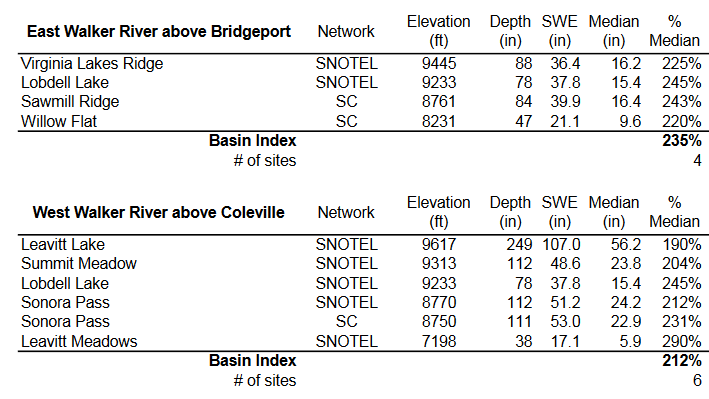 East Walker River above Bridgeport Network Elevation (ft) Depth (in) SWE (in) Median (in) % Median
Virginia Lakes Ridge SNOTEL 9445 88 36.4 16.2 225%
Lobdell Lake SNOTEL 9233 78 37.8 15.4 245%
Sawmill Ridge SC 8761 84 39.9 16.4 243%
Willow Flat SC 8231 47 21.1 9.6 220%
Basin Index 235%
# of sites 4
West Walker River above Coleville Network Elevation (ft) Depth (in) SWE (in) Median (in) % Median
Leavitt Lake SNOTEL 9617 249 107.0 56.2 190%
Summit Meadow SNOTEL 9313 112 48.6 23.8 204%
Lobdell Lake SNOTEL 9233 78 37.8 15.4 245%
Sonora Pass SNOTEL 8770 112 51.2 24.2 212%
Sonora Pass SC 8750 111 53.0 22.9 231%
Leavitt Meadows SNOTEL 7198 38 17.1 5.9 290%
Basin Index 212%
# of sites 6